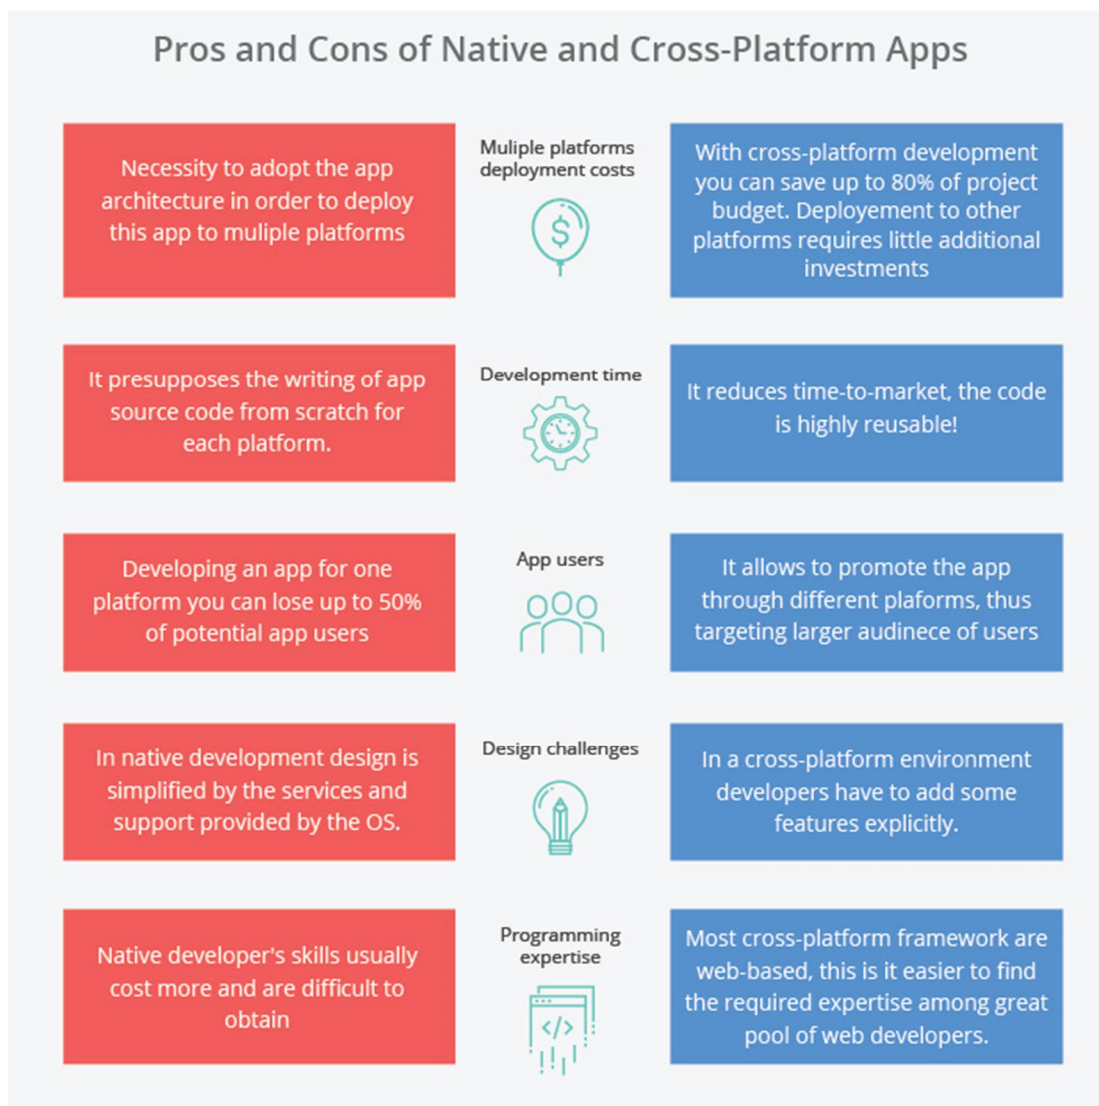 Pros and Cons of Native and Cross-Platform Apps
Necessity to adopt the app
architecture in order to deploy
this app to muliple platforms
Muliple platforms
deployment costs
$
With cross-platform development
you can save up to 80% of project
budget. Deployement to other
platforms requires little additional
investments
It presupposes the writing of app
source code from scratch for
each platform.
Development time
It reduces time-to-market, the code
is highly reusable!
Developing an app for one
platform you can lose up to 50%
of potential app users
App users
It allows to promote the app
through different plaforms, thus
targeting larger audinece of users
In native development design is
simplified by the services and
support provided by the OS.
Design challenges
In a cross-platform environment
developers have to add some
features explicitly.
Native developer's skills usually
cost more and are difficult to
obtain
Programming
expertise
</>
Most cross-platform framework are
web-based, this is it easier to find
the required expertise among great
pool of web developers.